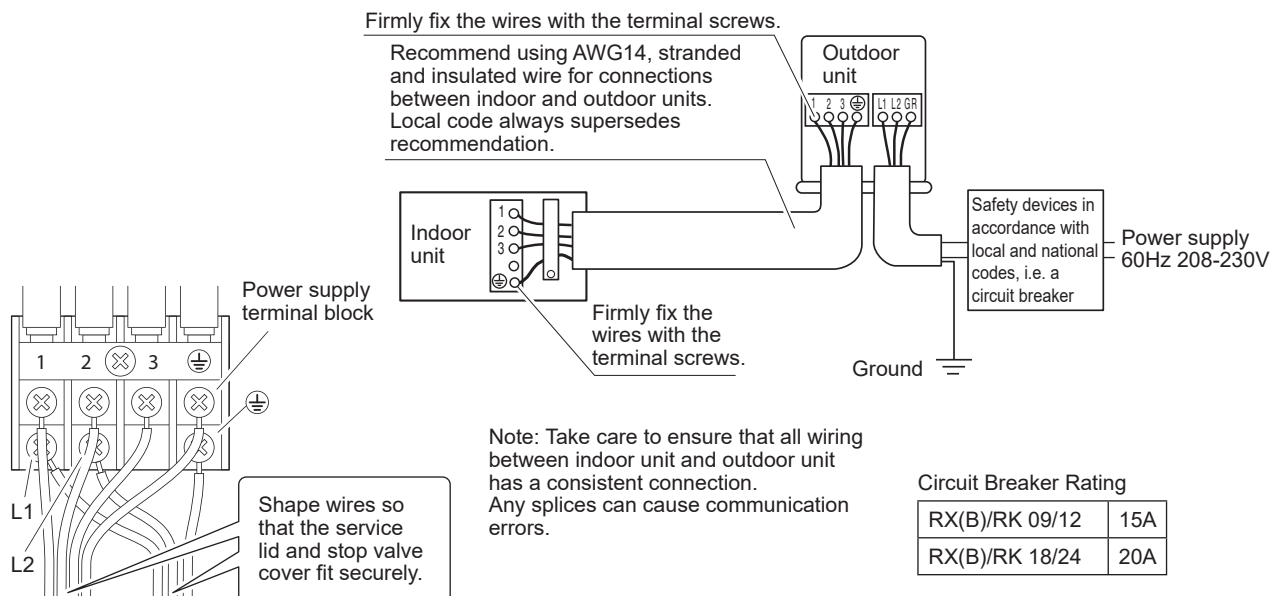 Firmly fix the wires with the terminal screws.
Recommend using AWG14, stranded
and insulated wire for connections
between indoor and outdoor units.
Local code always supersedes
recommendation.
Outdoor
unit
1 2 3
L1 L2 GR
Indoor
unit
1
2
3
Safety devices in
accordance with
local and national
codes, i.e. a
circuit breaker
Power supply
60Hz 208-230V
Firmly fix the
wires with the
terminal screws.
Ground
Power supply
terminal block
1 2 3
L1
L2
Shape wires so
that the service
lid and stop valve
cover fit securely.
Note: Take care to ensure that all wiring
between indoor unit and outdoor unit
has a consistent connection.
Any splices can cause communication
errors.
Circuit Breaker Rating
RX(B)/RK 09/12 15A
RX(B)/RK 18/24 20A